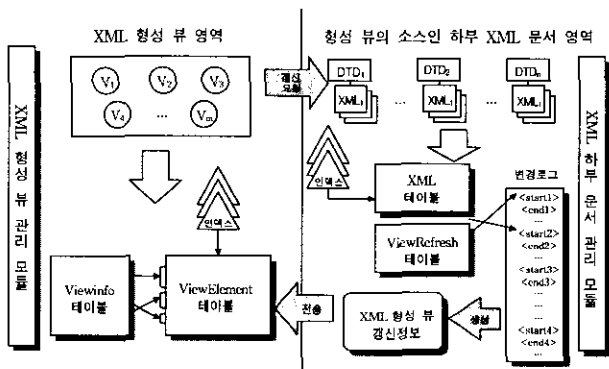 XML 형성 뷰 영역
형성 뷰의 소스인 하부 XML 문서 영역
XML 형성 뷰 관리 모듈
V1
V2
V3
V4
...
Vm
갱신
모듈
DTD1
DTD2
DTDn
XML1
...
XML1
...
XML1
인덱스
인덱스
XML
테이블
ViewRefresh
테이블
변경로그
<start1>
<end1>
...
<start2>
<end2>
...
<start3>
<end3>
...
...
...
<start4>
<end4>
...
Viewinfo
테이블
ViewElement
테이블
전송
XML 형성 뷰
갱신정보
생성
XML 하부 문서 관리 모듈